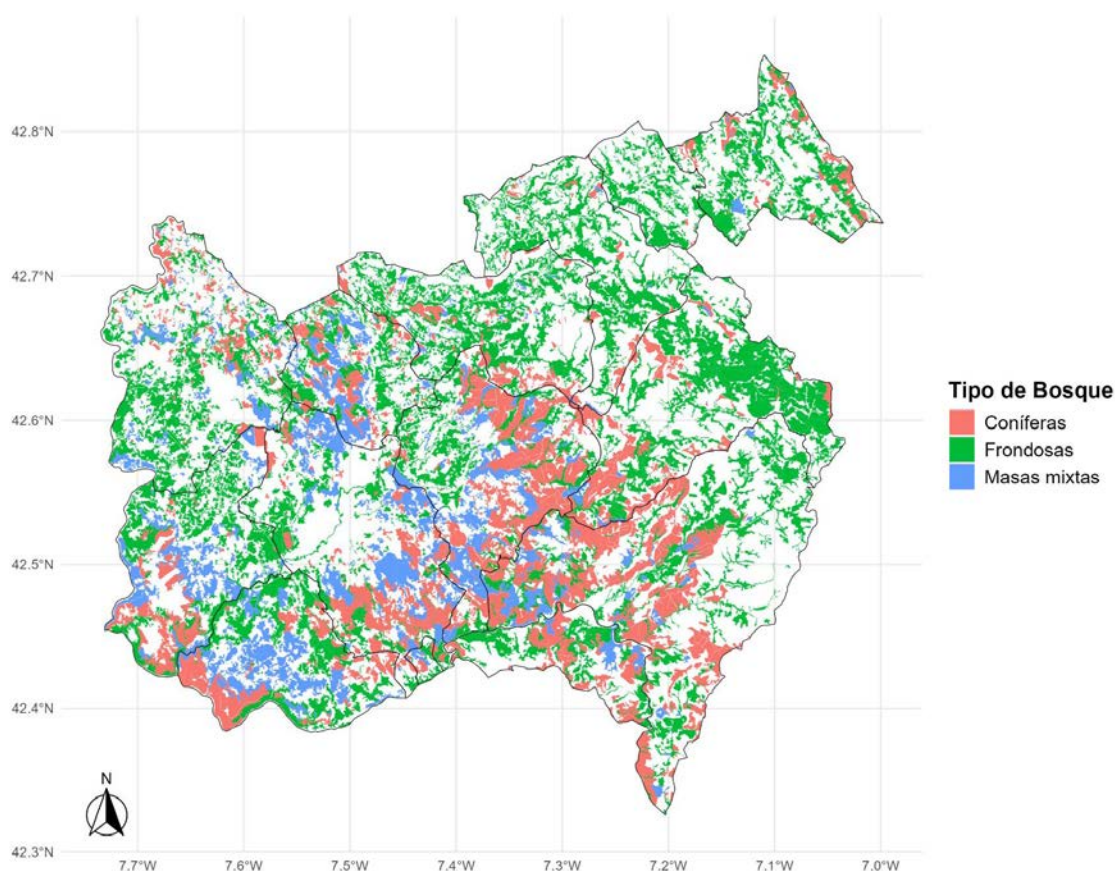 42.8°N
42.7°N
42.6°N
42.5°N
42.4°N
42.3°N
7.7°W 7.6°W 7.5°W 7.4°W 7.3°W 7.2°W 7.1°W 7.0°W
N
Tipo de Bosque
Coníferas
Frondosas
Masas mixtas